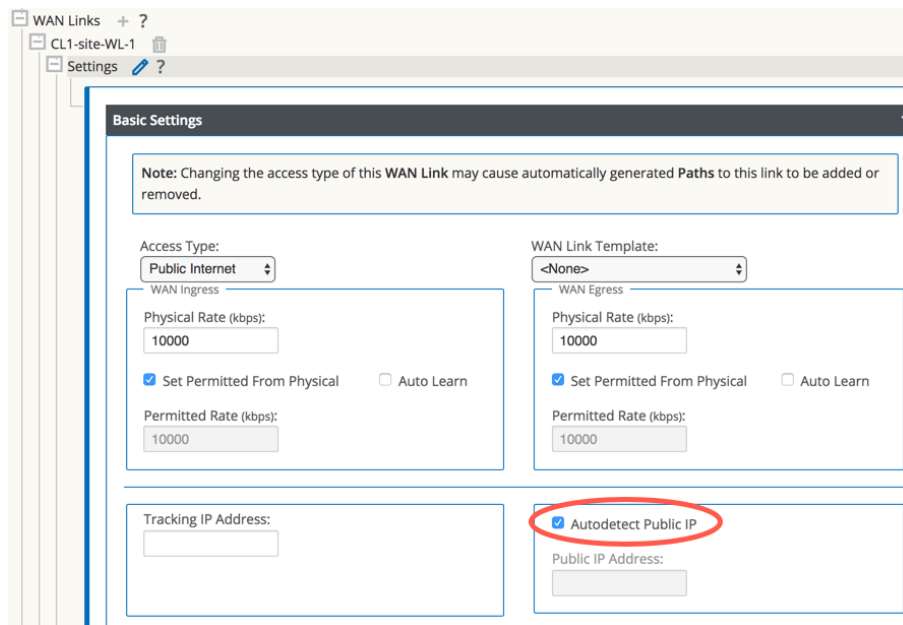 WAN Links + ?
CL1-site-WL-1
Settings ?
Basic Settings
Note: Changing the access type of this WAN Link may cause automatically generated Paths to this link to be added or
removed.
Access Type:
WAN Link Template:
Public Internet
<None>
WAN Ingress
WAN Egress
Physical Rate (kbps):
Physical Rate (kbps):
10000
10000
Set Permitted From Physical
Auto Learn
Set Permitted From Physical
Auto Learn
Permitted Rate (kbps):
Permitted Rate (kbps):
10000
10000
Tracking IP Address:
Autodetect Public IP
Public IP Address: